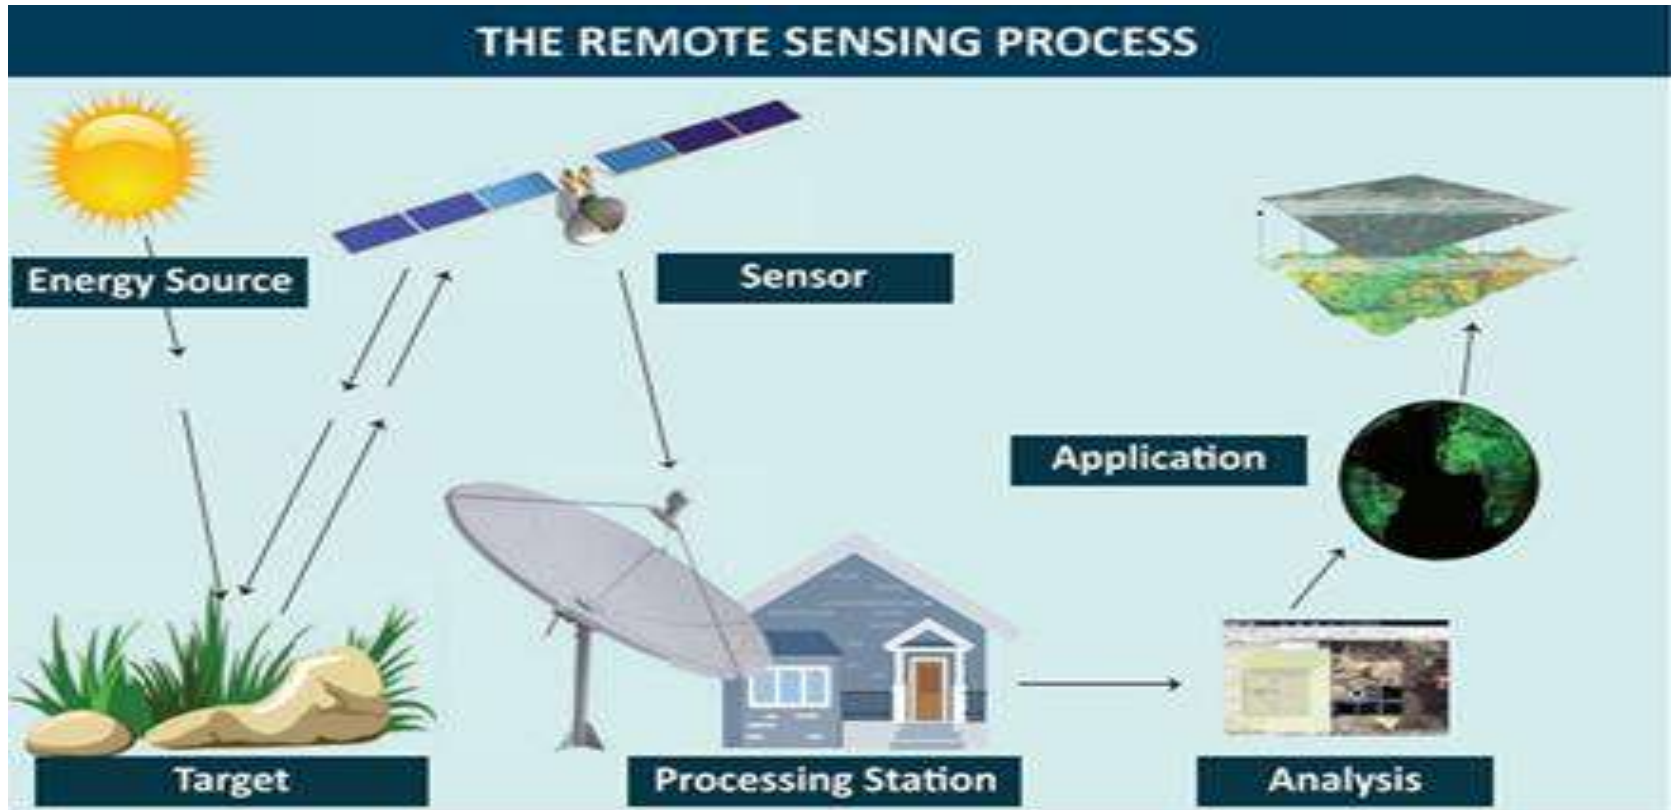 THE REMOTE SENSING PROCESS
Energy Source
Sensor
Application
Target
Processing Station
Analysis